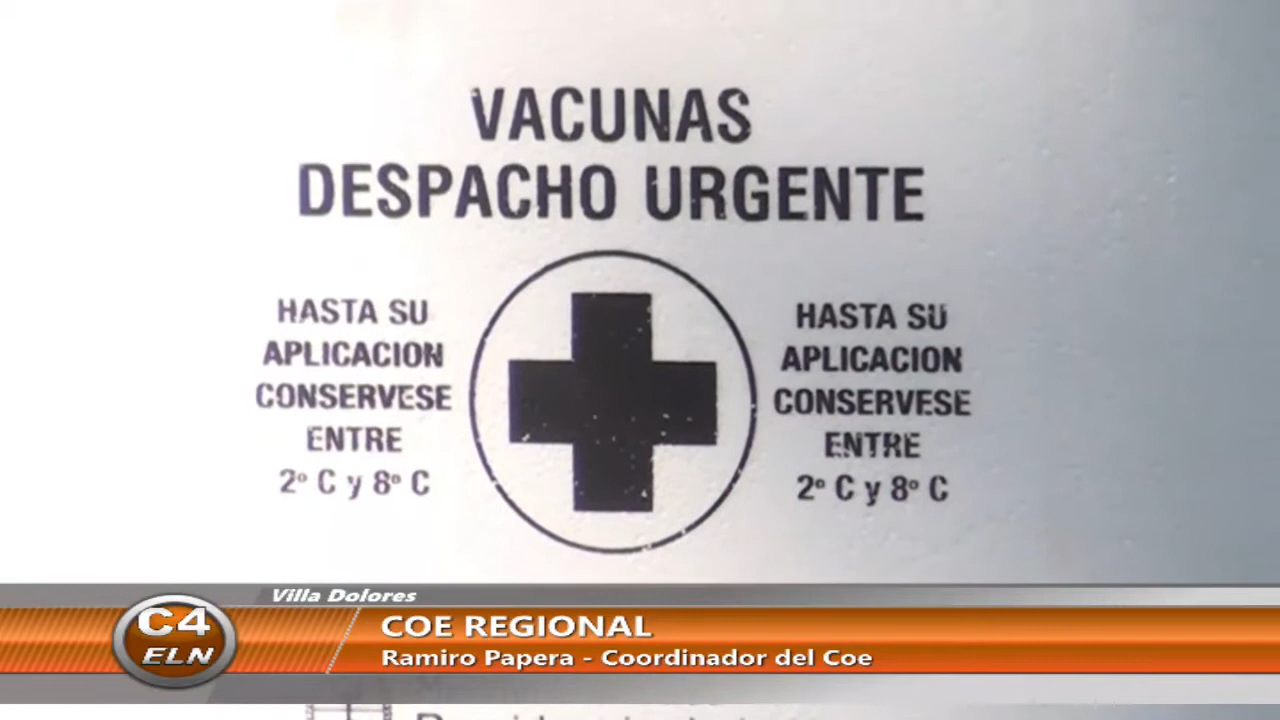 VACUNAS
DESPACHO URGENTE
HASTA SU
APLICACION
CONSERVESE
ENTRE
2º C y 8º C
HASTA SU
APLICACION
CONSERVESE
ENTRE
2º C y 8º C
Villa Dolores
C4
ELN
COE REGIONAL
Ramiro Papera - Coordinador del Coe